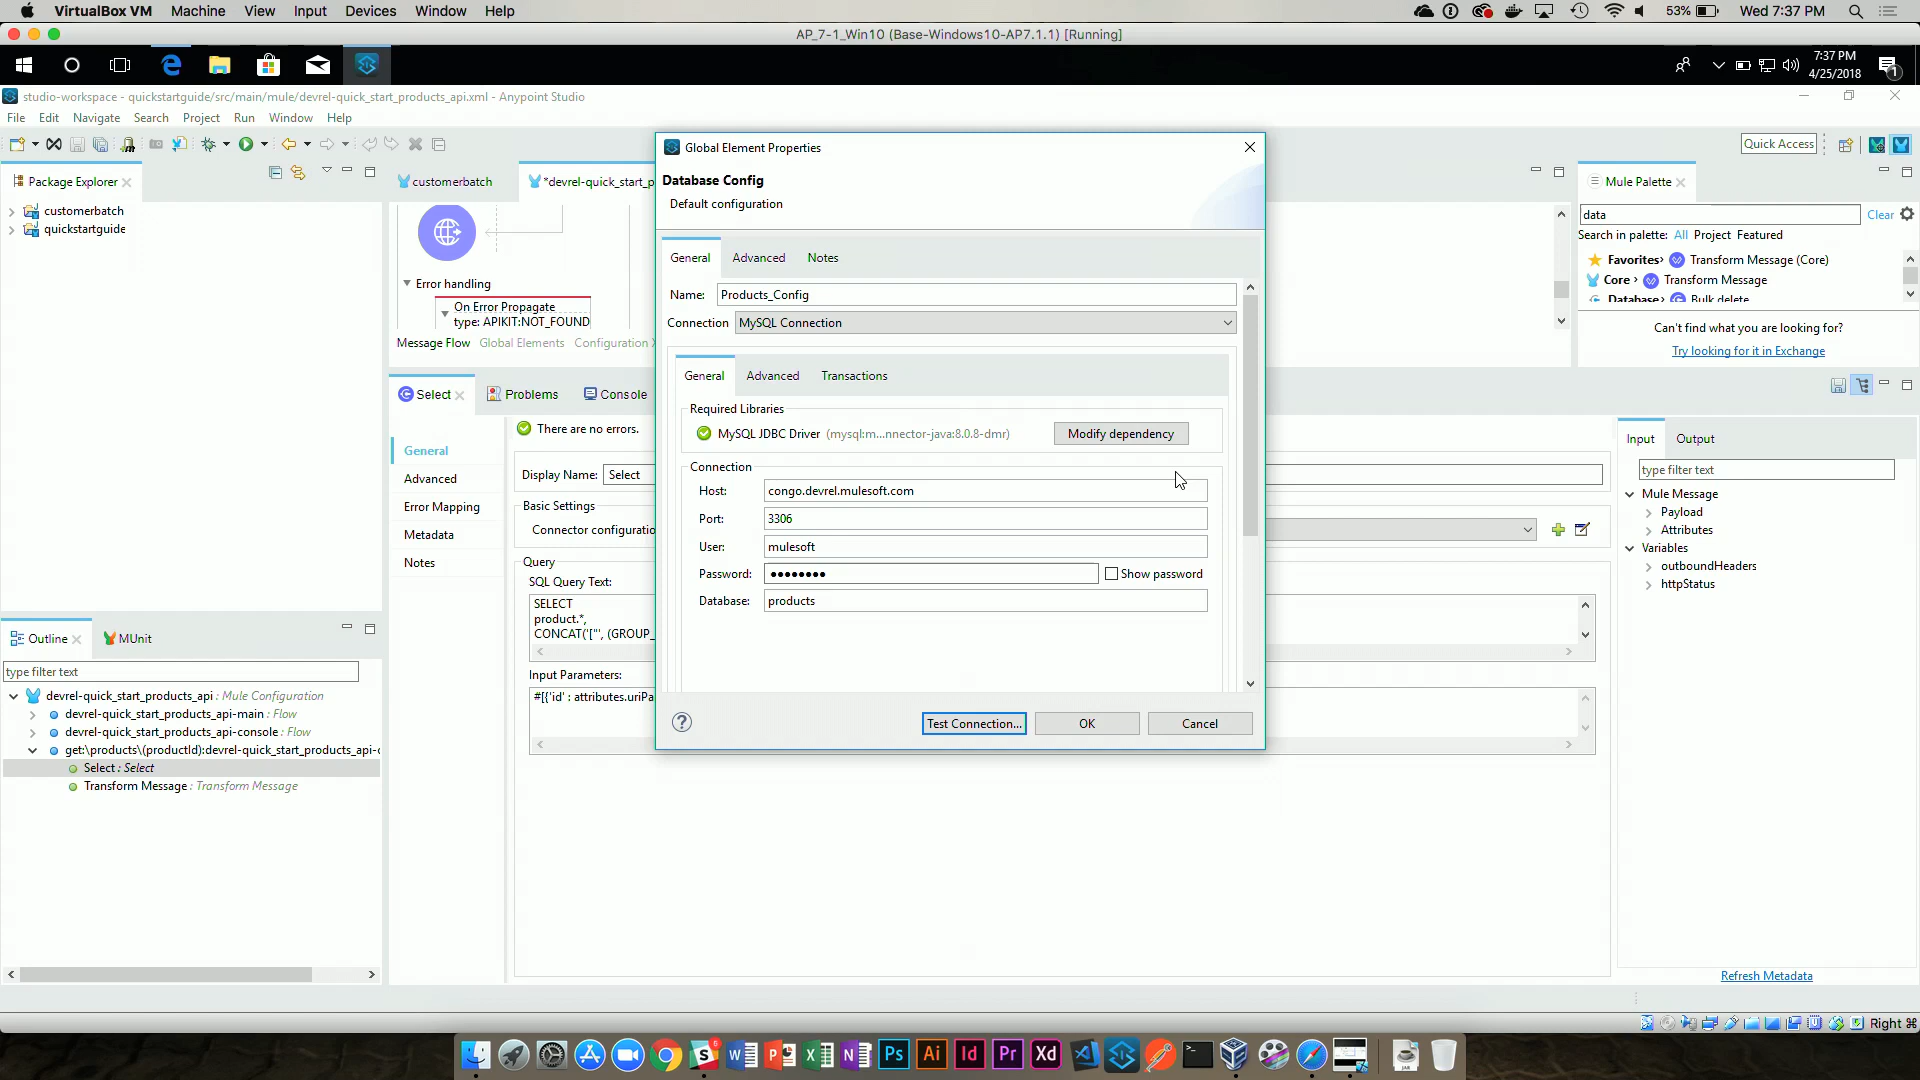 VirtualBox VM Machine View Input Devices Window Help
53% Wed 7:37 PM
AP_7-1_Win10 (Base-Windows10-AP7.1.1) [Running]
7:37 PM
4/25/2018
1
studio-workspace - quickstartguide/src/main/mule/devrel-quick_start_products_api.xml - Anypoint Studio
File Edit Navigate Search Project Run Window Help
Quick Access
Package Explorer
customerbatch
quickstartguide
customerbatch
*devrel-quick_start_p
Error handling
On Error Propagate
type: APIKIT:NOT_FOUND
Message Flow Global Elements Configuration
Global Element Properties
Database Config
Default configuration
General Advanced Notes
Name: Products_Config
Connection MySQL Connection
General Advanced Transactions
Required Libraries
MySQL JDBC Driver (mysql:m...nnector-java:8.0.8-dmr) Modify dependency
Connection
Host: congo.devrel.mulesoft.com
Port: 3306
User: mulesoft
Password: ●●●●●●●● Show password
Database: products
Test Connection... OK Cancel
Mule Palette
data Clear
Search in palette: All Project Featured
Favorites› Transform Message (Core)
Core › Transform Message
Database› Bulk delete
Can't find what you are looking for?
Try looking for it in Exchange
Select Problems Console
General
Advanced
Error Mapping
Metadata
Notes
There are no errors.
Display Name: Select
Basic Settings
Connector configuratio
Query
SQL Query Text:
SELECT
product.*,
CONCAT('["', (GROUP_
Input Parameters:
#[{'id' : attributes.uriPa
Input Output
type filter text
Mule Message
Payload
Attributes
Variables
outboundHeaders
httpStatus
Refresh Metadata
Outline MUnit
type filter text
devrel-quick_start_products_api : Mule Configuration
devrel-quick_start_products_api-main : Flow
devrel-quick_start_products_api-console : Flow
get:\products\(productId):devrel-quick_start_products_api-c
Select : Select
Transform Message : Transform Message
Right ⌘
6
Ps Ai Id Pr Xd
JAR